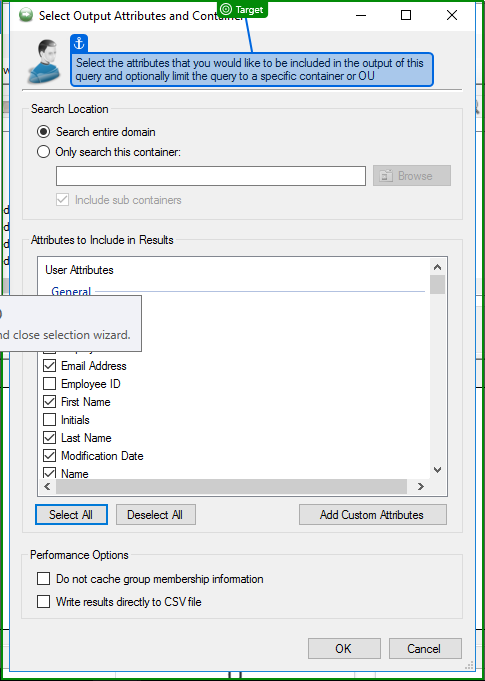 Target
Select Output Attributes and Container
Select the attributes that you would like to be included in the output of this
query and optionally limit the query to a specific container or OU
Search Location
Search entire domain
Only search this container:
Browse
Include sub containers
Attributes to Include in Results
User Attributes
General
and close selection wizard.
Email Address
Employee ID
First Name
Initials
Last Name
Modification Date
Name
Select All
Deselect All
Add Custom Attributes
Performance Options
Do not cache group membership information
Write results directly to CSV file
OK
Cancel